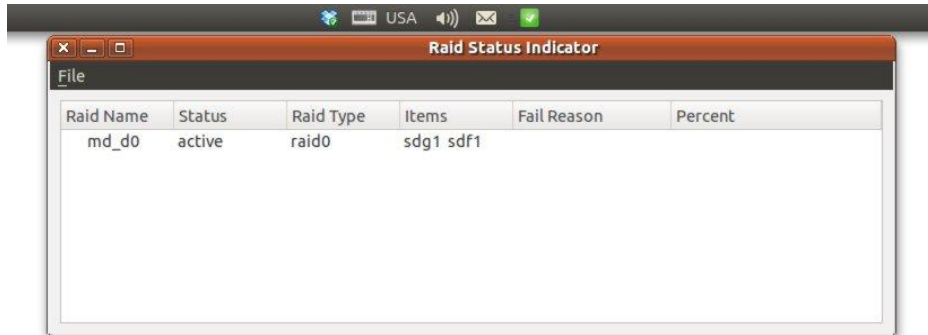 USA
Raid Status Indicator
File
Raid Name Status Raid Type Items Fail Reason Percent
md_d0 active raid0 sdg1 sdf1